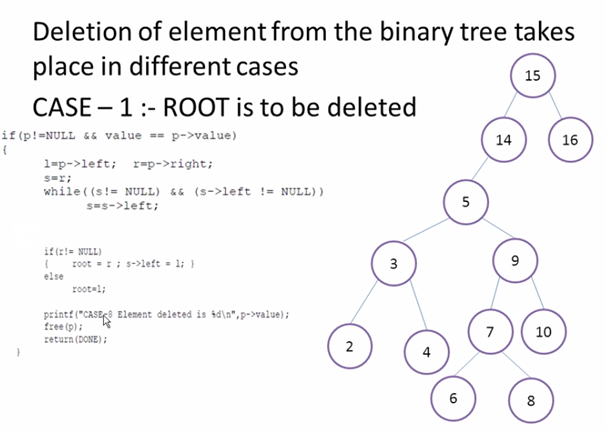 Deletion of element from the binary tree takes
place in different cases
CASE – 1 :- ROOT is to be deleted
if(p!=NULL && value == p->value)
{
l=p->left; r=p->right;
s=r;
while((s!= NULL) && (s->left != NULL))
s=s->left;
if(r!= NULL)
{ root = r ; s->left = l; }
else
root=l;
printf("CASE 8 Element deleted is %d\n",p->value);
free(p);
return(DONE);
}
15
14
16
5
3
9
2
4
7
10
6
8